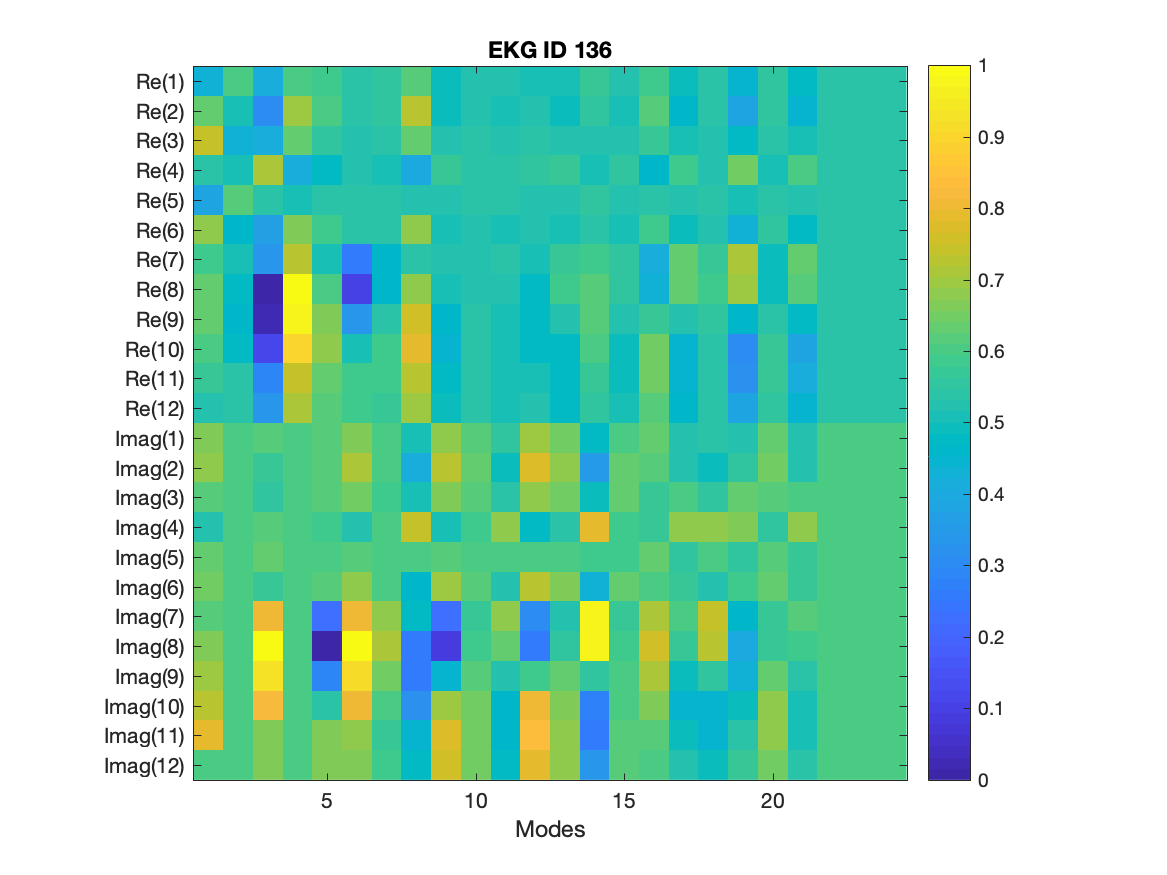 EKG ID 136
Re(1)
Re(2)
Re(3)
Re(4)
Re(5)
Re(6)
Re(7)
Re(8)
Re(9)
Re(10)
Re(11)
Re(12)
Imag(1)
Imag(2)
Imag(3)
Imag(4)
Imag(5)
Imag(6)
Imag(7)
Imag(8)
Imag(9)
Imag(10)
Imag(11)
Imag(12)
5 10 15 20
Modes
1
0.9
0.8
0.7
0.6
0.5
0.4
0.3
0.2
0.1
0